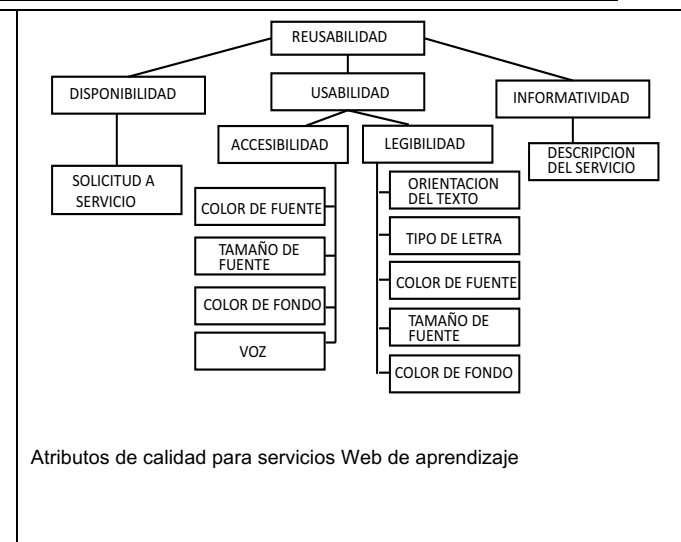 REUSABILIDAD
DISPONIBILIDAD
USABILIDAD
INFORMATIVIDAD
ACCESIBILIDAD
LEGIBILIDAD
SOLICITUD A
SERVICIO
DESCRIPCION
DEL SERVICIO
COLOR DE FUENTE
TAMAÑO DE
FUENTE
COLOR DE FONDO
VOZ
ORIENTACION
DEL TEXTO
TIPO DE LETRA
COLOR DE FUENTE
TAMAÑO DE
FUENTE
COLOR DE FONDO
Atributos de calidad para servicios Web de aprendizaje